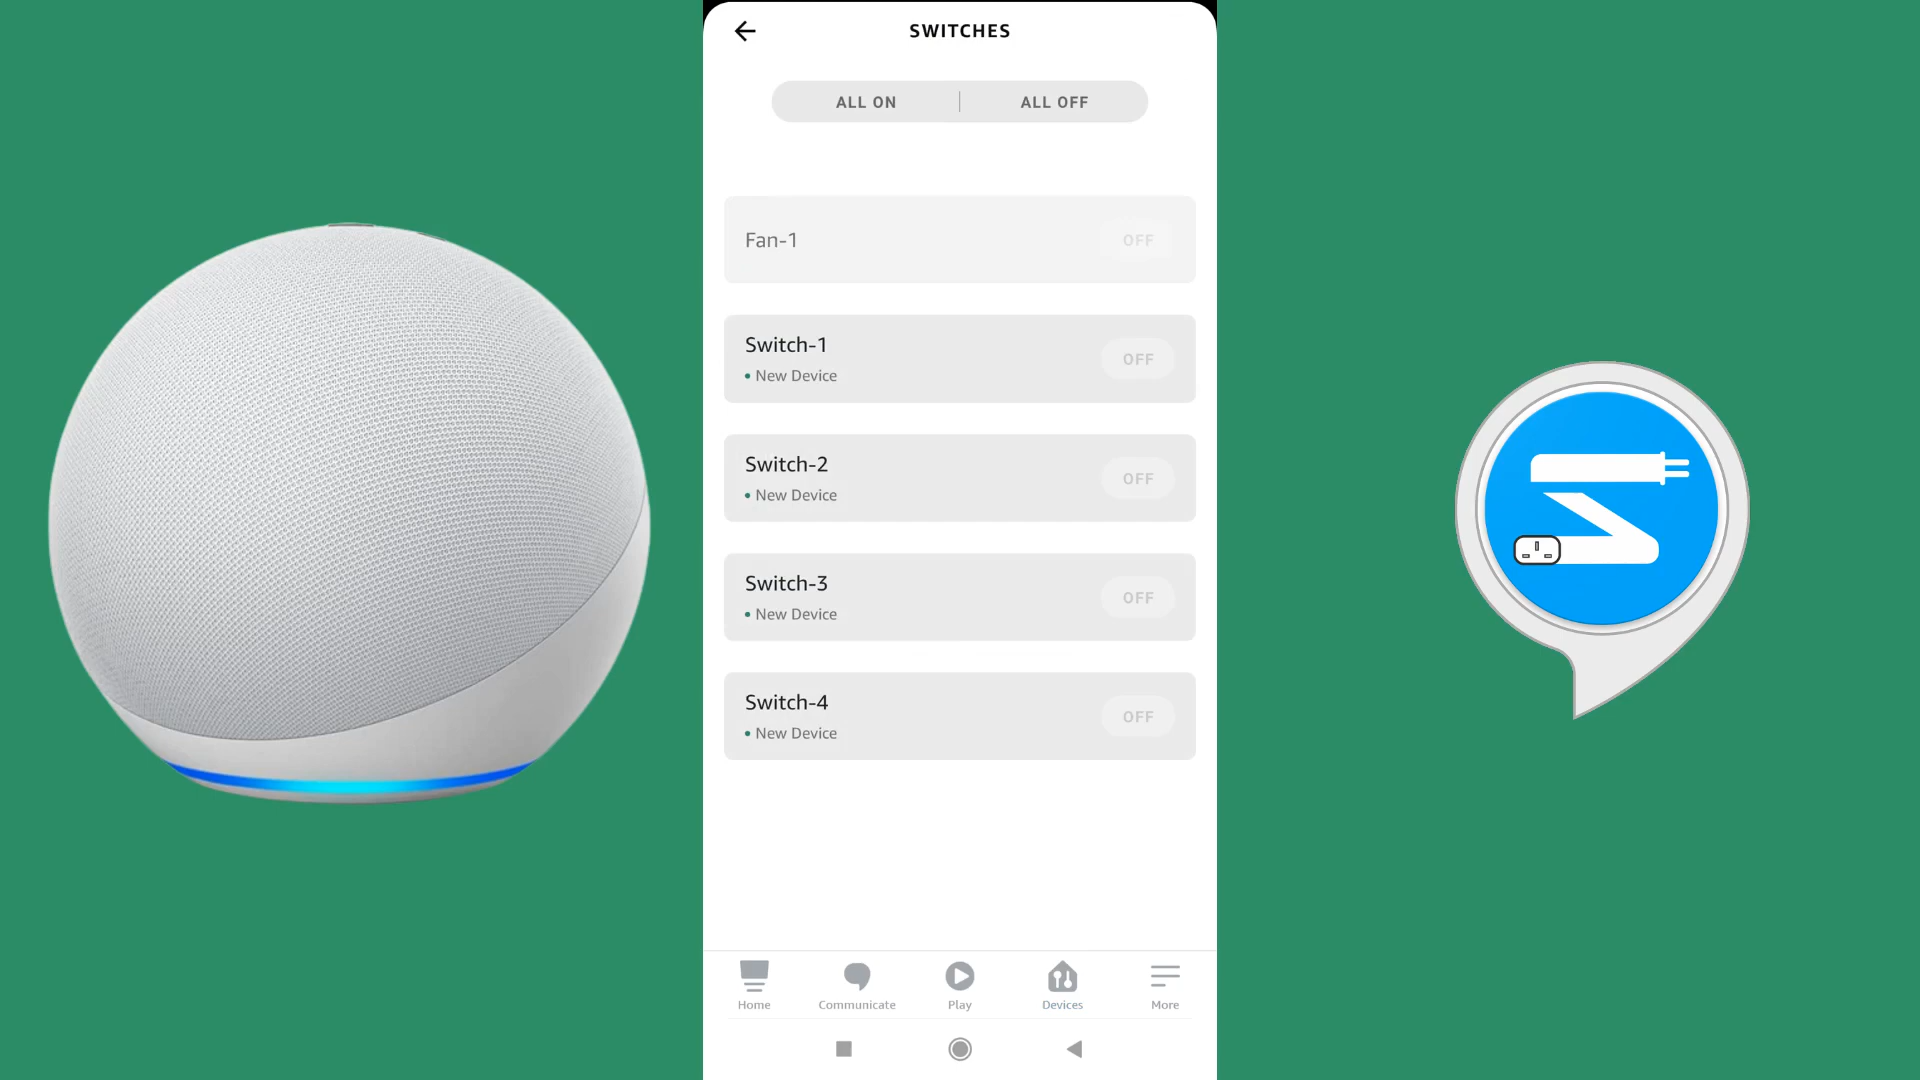 SWITCHES
ALL ON
ALL OFF
Fan-1
OFF
Switch-1
OFF
• New Device
Switch-2
OFF
• New Device
Switch-3
OFF
• New Device
Switch-4
OFF
• New Device
Home
Communicate
Play
Devices
More